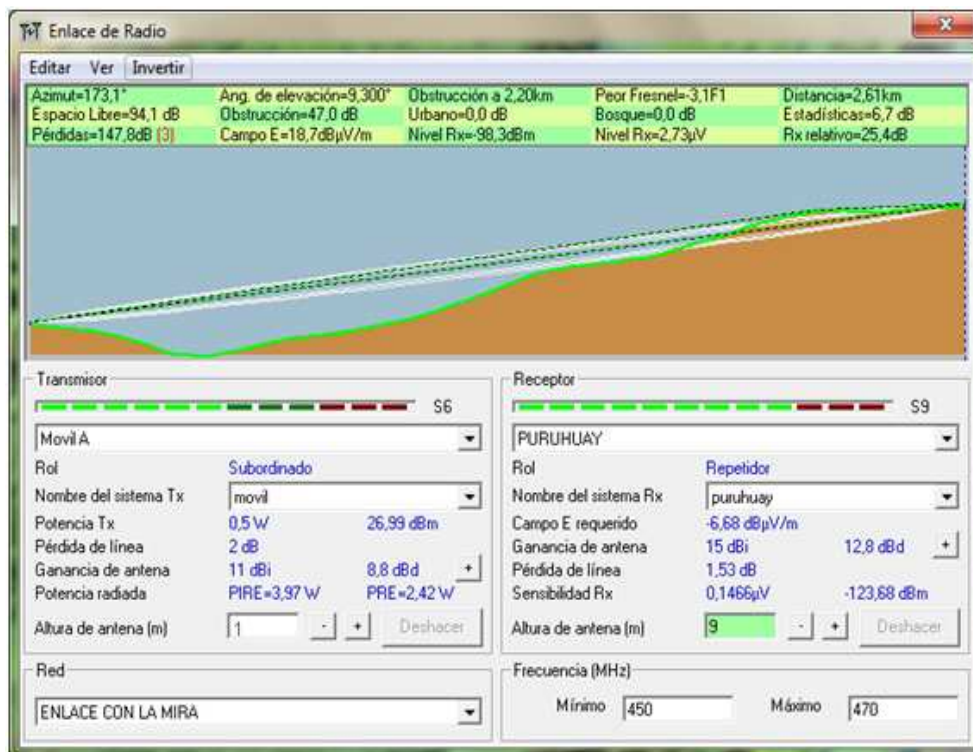 Enlace de Radio
Editar Ver Invertir
Azimut=173,1° Ang. de elevación=9,300° Obstrucción a 2,20km Peor Fresnel=-3,1F1 Distancia=2,61km
Espacio Libre=94,1 dB Obstrucción=47,0 dB Urbano=0,0 dB Bosque=0,0 dB Estadísticas=6,7 dB
Pérdidas=147,8dB (3) Campo E=18,7dBµV/m Nivel Rx=-98,3dBm Nivel Rx=2,73µV Rx relativo=25,4dB
Transmisor
S6
Movil A
Rol Subordinado
Nombre del sistema Tx movil
Potencia Tx 0,5 W 26,99 dBm
Pérdida de línea 2 dB
Ganancia de antena 11 dBi 8,8 dBd +
Potencia radiada PIRE=3,97 W PRE=2,42 W
Altura de antena (m) 1 - + Deshacer
Receptor
S9
PURUHUAY
Rol Repetidor
Nombre del sistema Rx puruhuay
Campo E requerido -6,68 dBµV/m
Ganancia de antena 15 dBi 12,8 dBd +
Pérdida de línea 1,53 dB
Sensibilidad Rx 0,1466µV -123,68 dBm
Altura de antena (m) 9 - + Deshacer
Red
ENLACE CON LA MIRA
Frecuencia (MHz)
Mínimo 450 Máximo 470